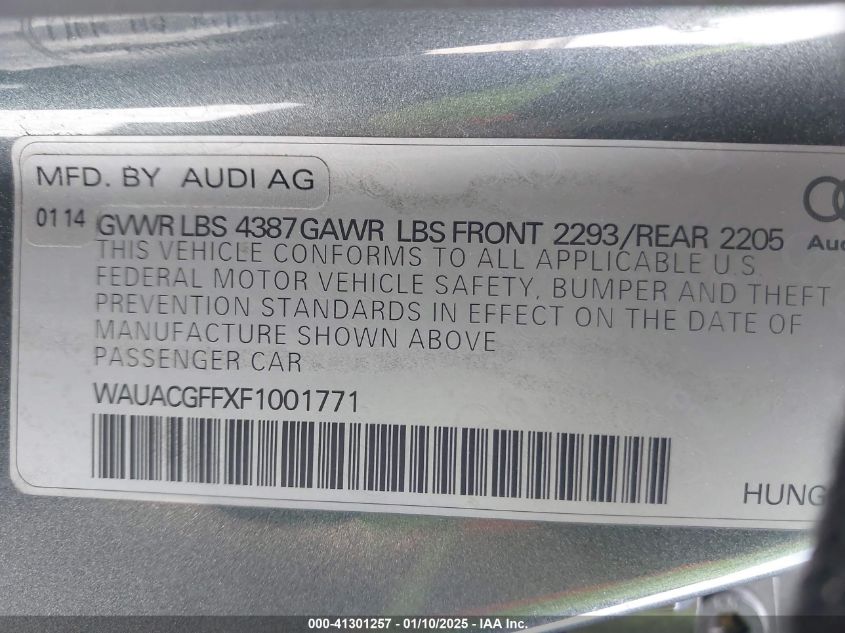 MFD. BY AUDI AG
0114 GVWR LBS 4387 GAWR LBS FRONT 2293/REAR 2205
THIS VEHICLE CONFORMS TO ALL APPLICABLE U.S.
FEDERAL MOTOR VEHICLE SAFETY, BUMPER AND THEFT
PREVENTION STANDARDS IN EFFECT ON THE DATE OF
MANUFACTURE SHOWN ABOVE
PASSENGER CAR
WAUACGFFXF1001771
HUNG
000-41301257 - 01/10/2025 - IAA Inc.